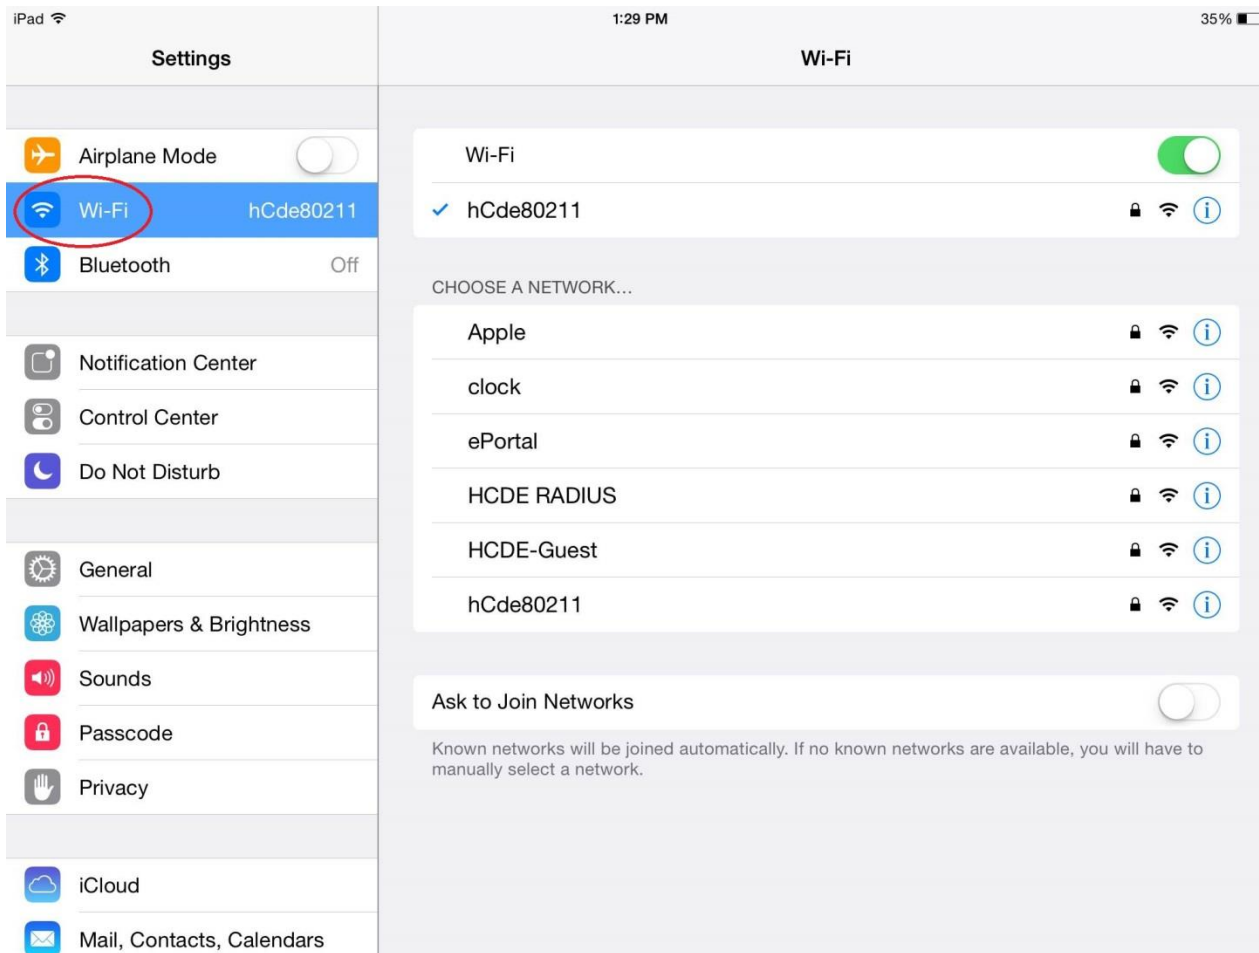 iPad
1:29 PM
35%
Settings
Wi-Fi
Airplane Mode
Wi-Fi hCde80211
Bluetooth Off
Notification Center
Control Center
Do Not Disturb
General
Wallpapers & Brightness
Sounds
Passcode
Privacy
iCloud
Mail, Contacts, Calendars
Wi-Fi
hCde80211
CHOOSE A NETWORK...
Apple
clock
ePortal
HCDE RADIUS
HCDE-Guest
hCde80211
Ask to Join Networks
Known networks will be joined automatically. If no known networks are available, you will have to
manually select a network.